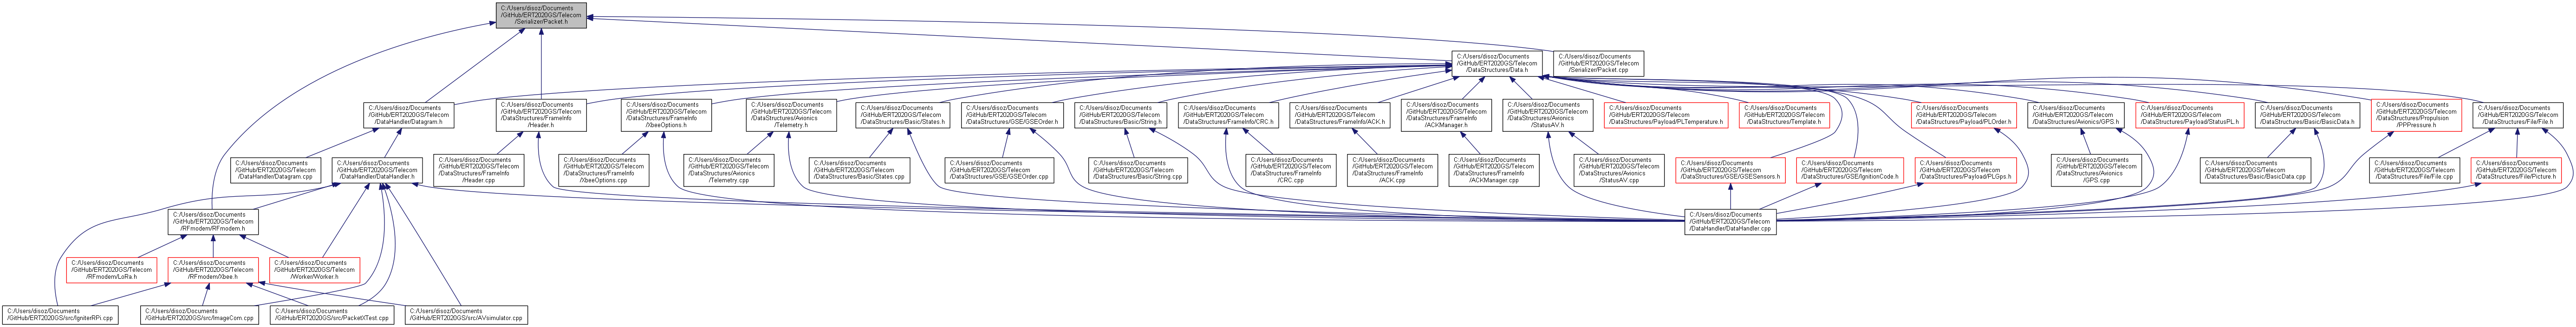 C:/Users/disoz/Documents
/GitHub/ERT2020GS/Telecom
/Serializer/Packet.h
C:/Users/disoz/Documents
/GitHub/ERT2020GS/Telecom
/DataStructures/Data.h
C:/Users/disoz/Documents
/GitHub/ERT2020GS/Telecom
/Serializer/Packet.cpp
C:/Users/disoz/Documents
/GitHub/ERT2020GS/Telecom
/DataHandler/Datagram.h
C:/Users/disoz/Documents
/GitHub/ERT2020GS/Telecom
/DataStructures/FrameInfo
/Header.h
C:/Users/disoz/Documents
/GitHub/ERT2020GS/Telecom
/DataStructures/FrameInfo
/XbeeOptions.h
C:/Users/disoz/Documents
/GitHub/ERT2020GS/Telecom
/DataStructures/Avionics
/Telemetry.h
C:/Users/disoz/Documents
/GitHub/ERT2020GS/Telecom
/DataStructures/Basic/States.h
C:/Users/disoz/Documents
/GitHub/ERT2020GS/Telecom
/DataStructures/GSE/GSEOrder.h
C:/Users/disoz/Documents
/GitHub/ERT2020GS/Telecom
/DataStructures/Basic/String.h
C:/Users/disoz/Documents
/GitHub/ERT2020GS/Telecom
/DataStructures/FrameInfo/CRC.h
C:/Users/disoz/Documents
/GitHub/ERT2020GS/Telecom
/DataStructures/FrameInfo/ACK.h
C:/Users/disoz/Documents
/GitHub/ERT2020GS/Telecom
/DataStructures/FrameInfo
/ACKManager.h
C:/Users/disoz/Documents
/GitHub/ERT2020GS/Telecom
/DataStructures/Avionics
/StatusAV.h
C:/Users/disoz/Documents
/GitHub/ERT2020GS/Telecom
/DataStructures/Payload/PLTemperature.h
C:/Users/disoz/Documents
/GitHub/ERT2020GS/Telecom
/DataStructures/Template.h
C:/Users/disoz/Documents
/GitHub/ERT2020GS/Telecom
/DataStructures/Payload/PLOrder.h
C:/Users/disoz/Documents
/GitHub/ERT2020GS/Telecom
/DataStructures/Avionics/GPS.h
C:/Users/disoz/Documents
/GitHub/ERT2020GS/Telecom
/DataStructures/Payload/StatusPL.h
C:/Users/disoz/Documents
/GitHub/ERT2020GS/Telecom
/DataStructures/Basic/BasicData.h
C:/Users/disoz/Documents
/GitHub/ERT2020GS/Telecom
/DataStructures/Propulsion
/PPPressure.h
C:/Users/disoz/Documents
/GitHub/ERT2020GS/Telecom
/DataStructures/File/File.h
C:/Users/disoz/Documents
/GitHub/ERT2020GS/Telecom
/DataHandler/Datagram.cpp
C:/Users/disoz/Documents
/GitHub/ERT2020GS/Telecom
/DataHandler/DataHandler.h
C:/Users/disoz/Documents
/GitHub/ERT2020GS/Telecom
/DataStructures/FrameInfo
/Header.cpp
C:/Users/disoz/Documents
/GitHub/ERT2020GS/Telecom
/DataStructures/FrameInfo
/XbeeOptions.cpp
C:/Users/disoz/Documents
/GitHub/ERT2020GS/Telecom
/DataStructures/Avionics
/Telemetry.cpp
C:/Users/disoz/Documents
/GitHub/ERT2020GS/Telecom
/DataStructures/Basic/States.cpp
C:/Users/disoz/Documents
/GitHub/ERT2020GS/Telecom
/DataStructures/GSE/GSEOrder.cpp
C:/Users/disoz/Documents
/GitHub/ERT2020GS/Telecom
/DataStructures/Basic/String.cpp
C:/Users/disoz/Documents
/GitHub/ERT2020GS/Telecom
/DataStructures/FrameInfo
/CRC.cpp
C:/Users/disoz/Documents
/GitHub/ERT2020GS/Telecom
/DataStructures/FrameInfo
/ACK.cpp
C:/Users/disoz/Documents
/GitHub/ERT2020GS/Telecom
/DataStructures/FrameInfo
/ACKManager.cpp
C:/Users/disoz/Documents
/GitHub/ERT2020GS/Telecom
/DataStructures/Avionics
/StatusAV.cpp
C:/Users/disoz/Documents
/GitHub/ERT2020GS/Telecom
/DataStructures/GSE/GSESensors.h
C:/Users/disoz/Documents
/GitHub/ERT2020GS/Telecom
/DataStructures/GSE/IgnitionCode.h
C:/Users/disoz/Documents
/GitHub/ERT2020GS/Telecom
/DataStructures/Payload/PLGps.h
C:/Users/disoz/Documents
/GitHub/ERT2020GS/Telecom
/DataStructures/Avionics
/GPS.cpp
C:/Users/disoz/Documents
/GitHub/ERT2020GS/Telecom
/DataStructures/Basic/BasicData.cpp
C:/Users/disoz/Documents
/GitHub/ERT2020GS/Telecom
/DataStructures/File/File.cpp
C:/Users/disoz/Documents
/GitHub/ERT2020GS/Telecom
/DataStructures/File/Picture.h
C:/Users/disoz/Documents
/GitHub/ERT2020GS/Telecom
/RFmodem/RFmodem.h
C:/Users/disoz/Documents
/GitHub/ERT2020GS/Telecom
/DataHandler/DataHandler.cpp
C:/Users/disoz/Documents
/GitHub/ERT2020GS/Telecom
/RFmodem/LoRa.h
C:/Users/disoz/Documents
/GitHub/ERT2020GS/Telecom
/RFmodem/Xbee.h
C:/Users/disoz/Documents
/GitHub/ERT2020GS/Telecom
/Worker/Worker.h
C:/Users/disoz/Documents
/GitHub/ERT2020GS/src/IgniterRPi.cpp
C:/Users/disoz/Documents
/GitHub/ERT2020GS/src/ImageCom.cpp
C:/Users/disoz/Documents
/GitHub/ERT2020GS/src/PacketXTest.cpp
C:/Users/disoz/Documents
/GitHub/ERT2020GS/src/AVsimulator.cpp